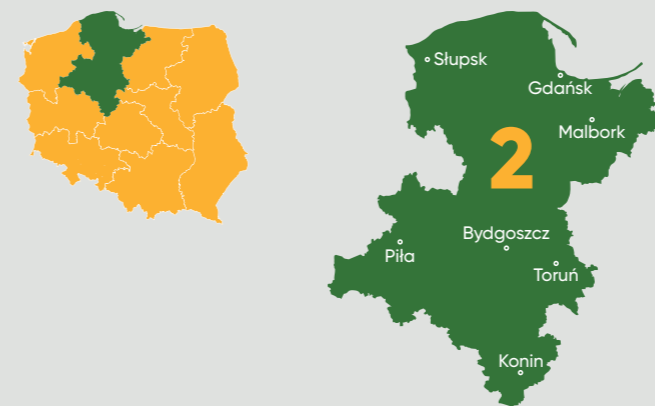 Słupsk
Gdańsk
Malbork
2
Bydgoszcz
Piła
Toruń
Konin